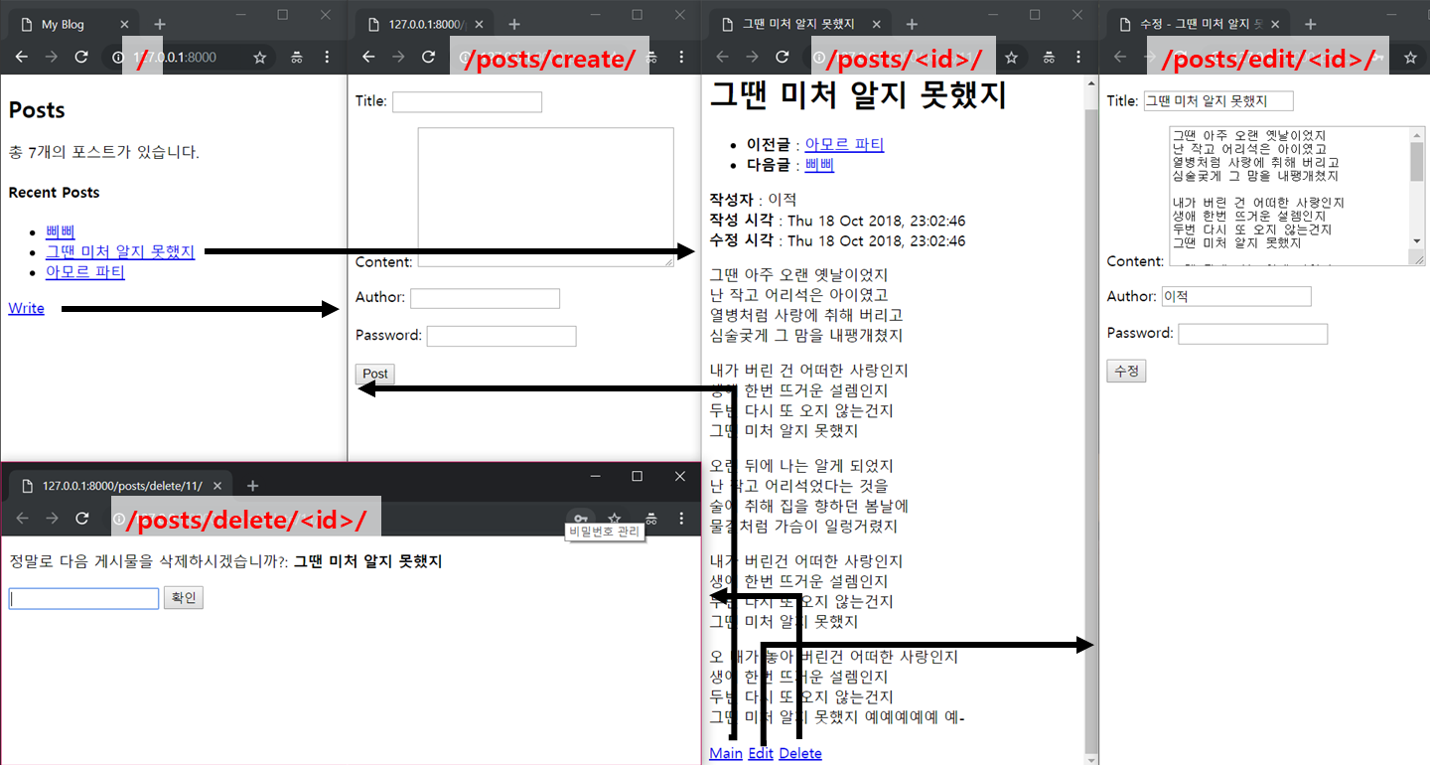 My Blog
/
127.0.0.1:8000
Posts
총 7개의 포스트가 있습니다.
Recent Posts
삐삐
그땐 미처 알지 못했지
아모르 파티
Write
127.0.0.1:8000/
/posts/create/
Title:
Content:
Author:
Password:
Post
그땐 미처 알지 못했지
/posts/<id>/
그땐 미처 알지 못했지
이전글 : 아모르 파티
다음글 : 삐삐
작성자 : 이적
작성 시각 : Thu 18 Oct 2018, 23:02:46
수정 시각 : Thu 18 Oct 2018, 23:02:46
그땐 아주 오랜 옛날이었지
난 작고 어리석은 아이였고
열병처럼 사랑에 취해 버리고
심술궂게 그 맘을 내팽개쳤지
내가 버린 건 어떠한 사랑인지
생애 한번 뜨거운 설렘인지
두번 다시 또 오지 않는건지
그땐 미처 알지 못했지
오랜 뒤에 나는 알게 되었지
난 작고 어리석었다는 것을
술에 취해 집을 향하던 봄날에
물결처럼 가슴이 일렁거렸지
내가 버린건 어떠한 사랑인지
생애 한번 뜨거운 설렘인지
두번 다시 또 오지 않는건지
그땐 미처 알지 못했지
오 내가 놓아 버린건 어떠한 사랑인지
생애 한번 뜨거운 설렘인지
두번 다시 또 오지 않는건지
그땐 미처 알지 못했지 예예예예예 예-
Main Edit Delete
수정 - 그땐 미처 알지 못
/posts/edit/<id>/
Title: 그땐 미처 알지 못했지
그땐 아주 오랜 옛날이었지
난 작고 어리석은 아이였고
열병처럼 사랑에 취해 버리고
심술궂게 그 맘을 내팽개쳤지
내가 버린 건 어떠한 사랑인지
생애 한번 뜨거운 설렘인지
두번 다시 또 오지 않는건지
그땐 미처 알지 못했지
Content:
Author: 이적
Password:
수정
127.0.0.1:8000/posts/delete/11/
/posts/delete/<id>/
비밀번호 관리
정말로 다음 게시물을 삭제하시겠습니까?: 그땐 미처 알지 못했지
확인